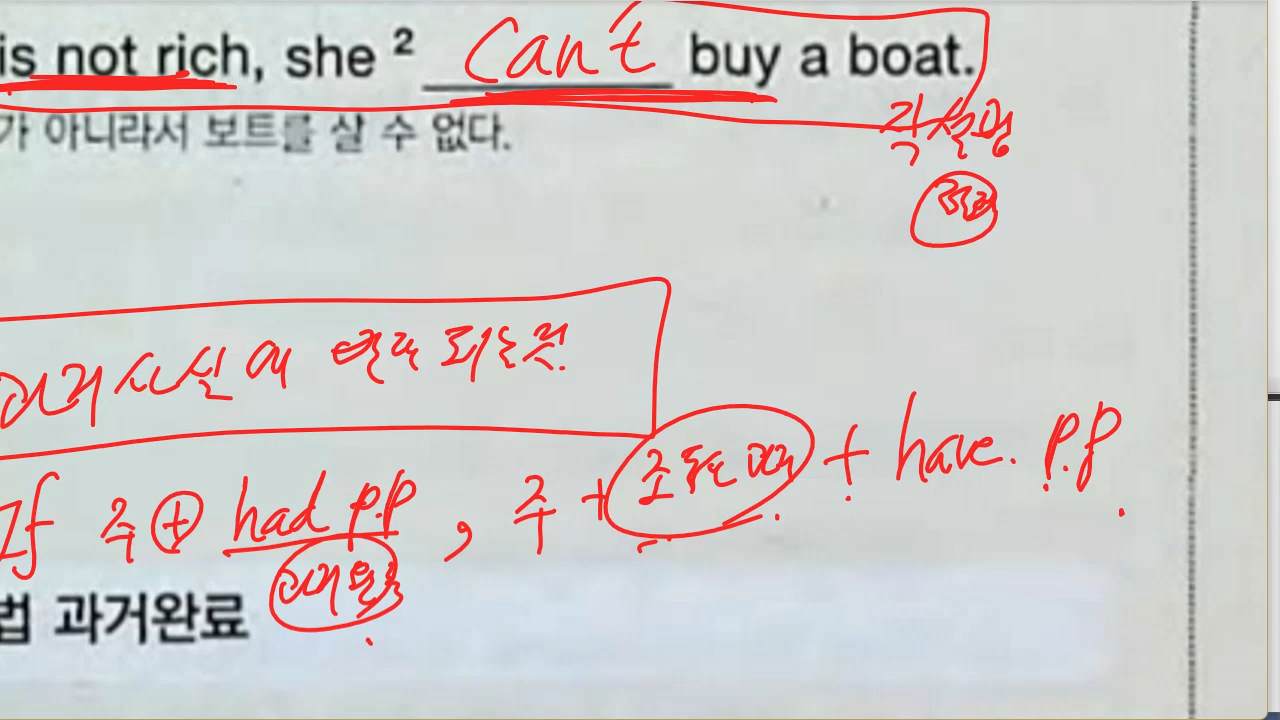 is not rich, she ² can't buy a boat.
가 아니라서 보트를 살 수 없다.
직설법
현재
과거 사실에 반대 되는 것.
If 주 + had p.p , 주 + 조동사 과거 + have. p.p
과거완료
법 과거완료